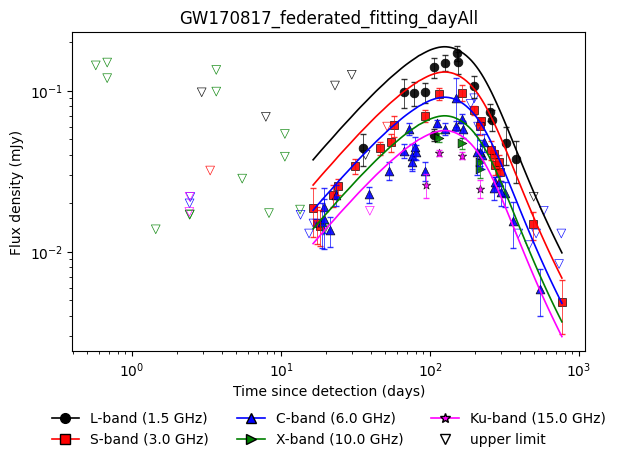 GW170817_federated_fitting_dayAll
Flux density (mJy)
10⁻¹
10⁻²
10⁰ 10¹ 10² 10³
Time since detection (days)
L-band (1.5 GHz) C-band (6.0 GHz) Ku-band (15.0 GHz)
S-band (3.0 GHz) X-band (10.0 GHz) upper limit